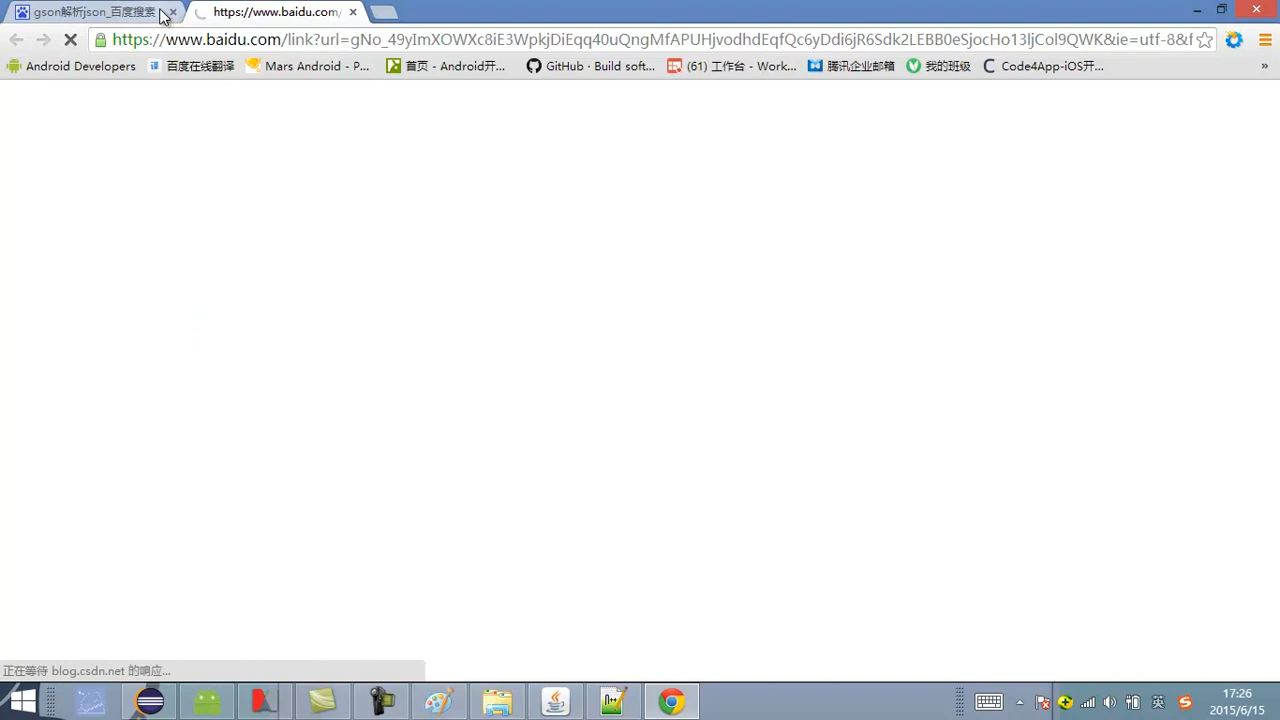 gson解析json_百度搜索
https://www.baidu.com/
https://www.baidu.com/link?url=gNo_49yImXOWXc8iE3WpkjDiEqq40uQngMfAPUHjvodhdEqfQc6yDdi6jR6Sdk2LEBB0eSjocHo13ljCol9QWK&ie=utf-8&f
Android Developers
百度在线翻译
Mars Android - P...
首页 - Android开...
GitHub - Build soft...
(61) 工作台 - Work...
腾讯企业邮箱
我的班级
Code4App-iOS开...
»
正在等待 blog.csdn.net 的响应...
英
17:26
2015/6/15